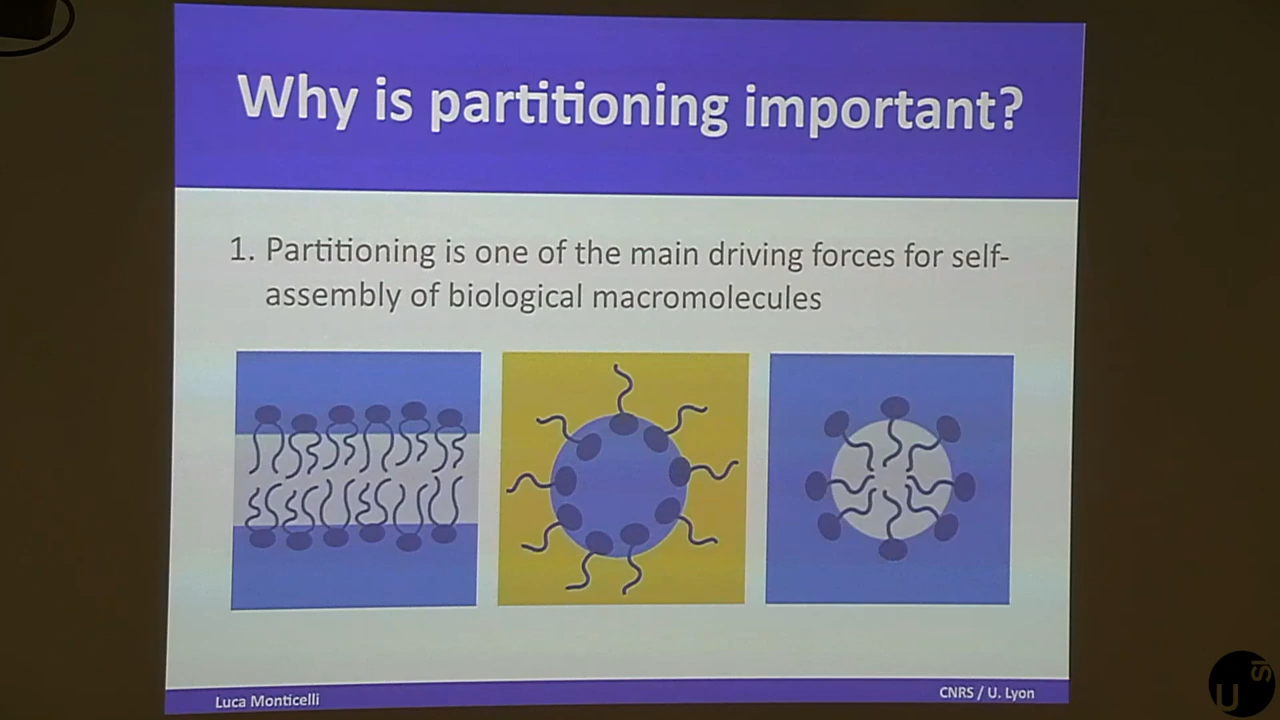 Why is partitioning important?
1. Partitioning is one of the main driving forces for self-
assembly of biological macromolecules
Luca Monticelli
CNRS / U. Lyon
U
SI